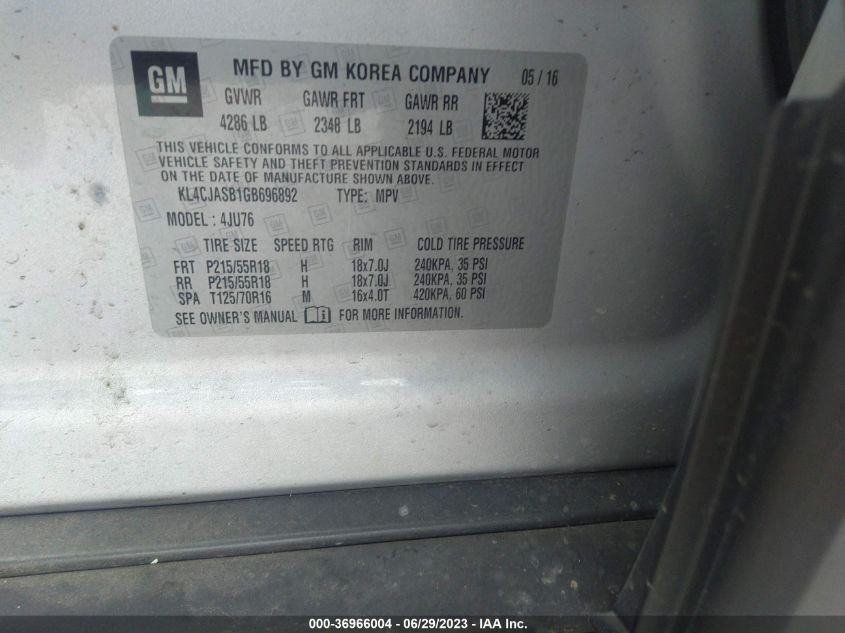 GM MFD BY GM KOREA COMPANY 05/16
GVWR GAWR FRT GAWR RR
4286 LB 2348 LB 2194 LB
THIS VEHICLE CONFORMS TO ALL APPLICABLE U.S. FEDERAL MOTOR
VEHICLE SAFETY AND THEFT PREVENTION STANDARDS IN EFFECT
ON THE DATE OF MANUFACTURE SHOWN ABOVE.
KL4CJASB1GB696892 TYPE: MPV
MODEL: 4JU76
TIRE SIZE SPEED RTG RIM COLD TIRE PRESSURE
FRT P215/55R18 H 18x7.0J 240KPA, 35 PSI
RR P215/55R18 H 18x7.0J 240KPA, 35 PSI
SPA T125/70R16 M 16x4.0T 420KPA, 60 PSI
SEE OWNER'S MANUAL FOR MORE INFORMATION.
000-36966004 - 06/29/2023 - IAA Inc.